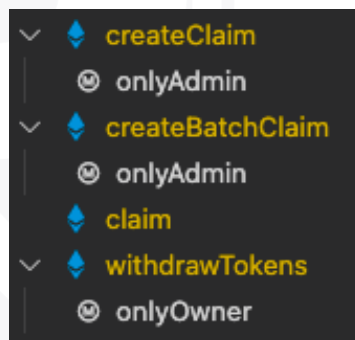 createClaim
onlyAdmin
createBatchClaim
onlyAdmin
claim
withdrawTokens
onlyOwner